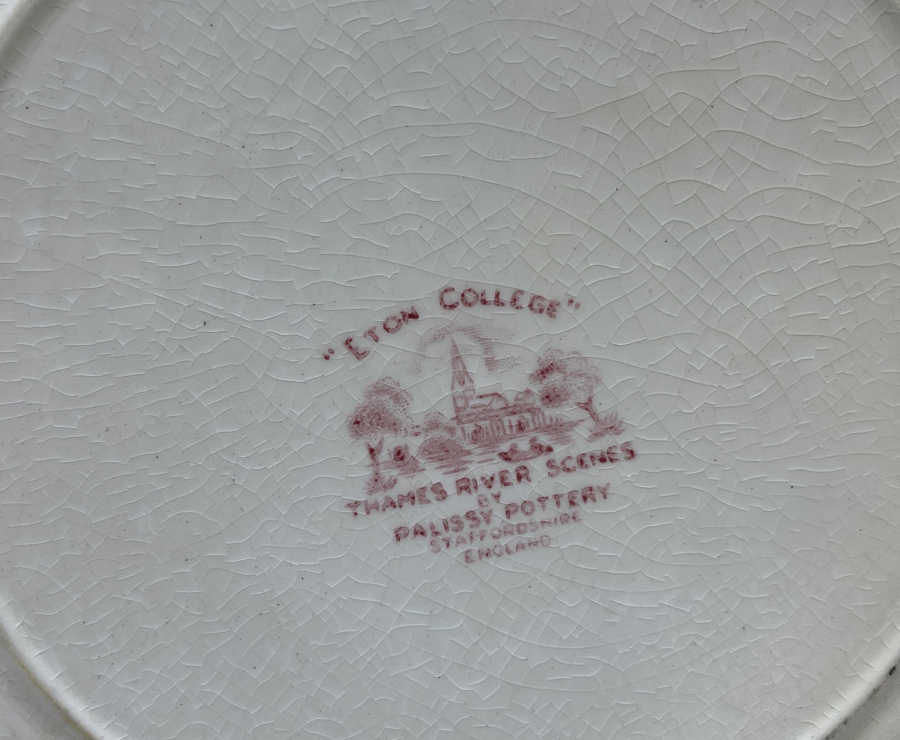 "ETON COLLEGE"
THAMES RIVER SCENES
BY
PALISSY POTTERY
STAFFORDSHIRE
ENGLAND